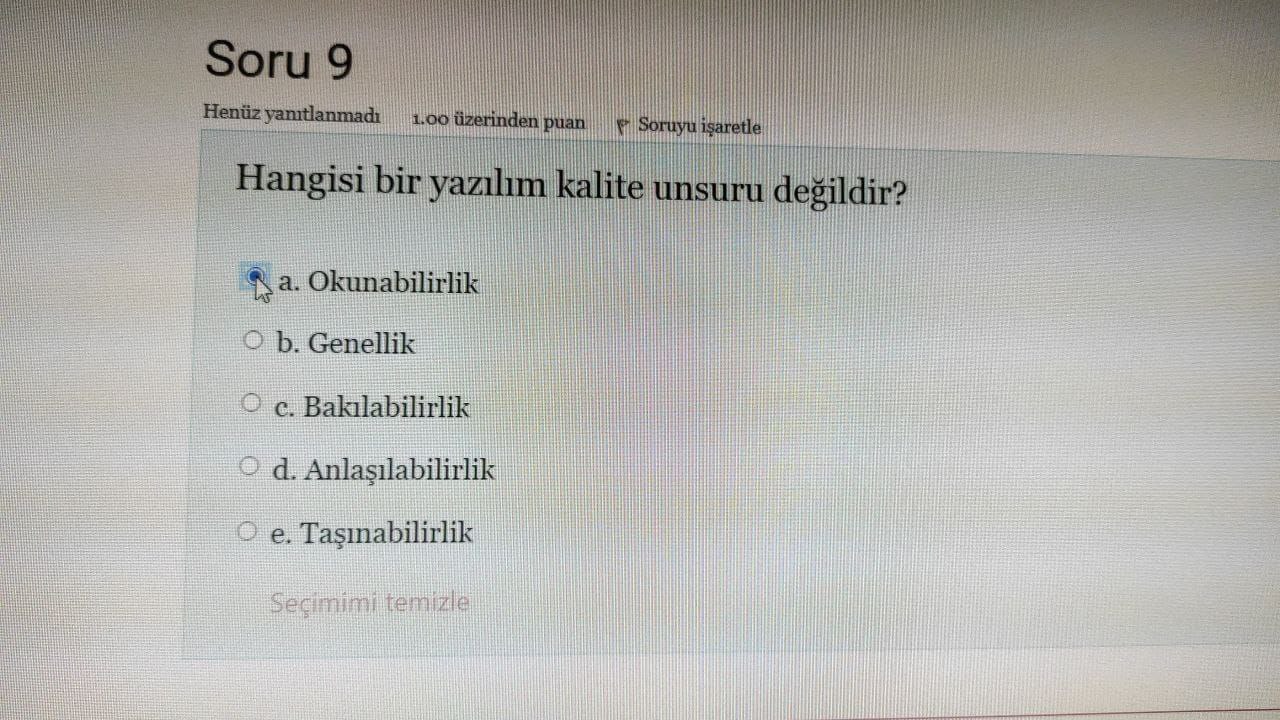 Soru 9
Henüz yanıtlanmadı 1.00 üzerinden puan Soruyu işaretle
Hangisi bir yazılım kalite unsuru değildir?
a. Okunabilirlik
b. Genellik
c. Bakılabilirlik
d. Anlaşılabilirlik
e. Taşınabilirlik
Seçimimi temizle